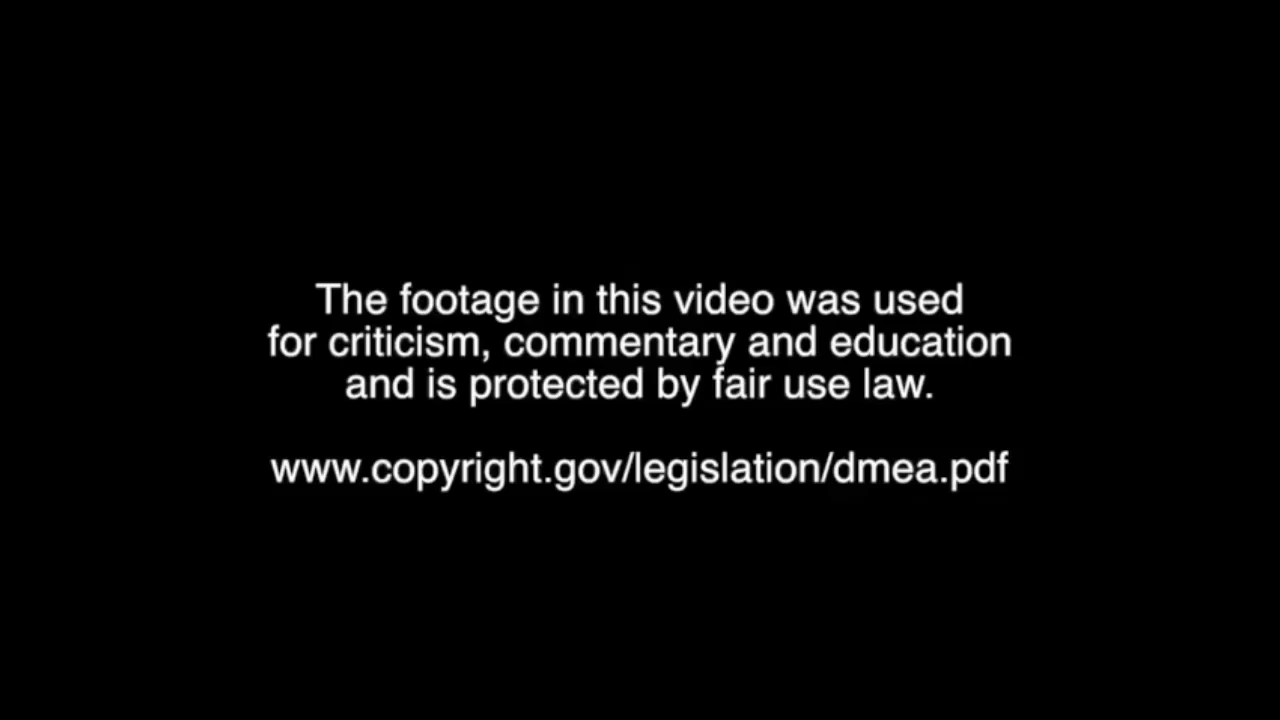 The footage in this video was used
for criticism, commentary and education
and is protected by fair use law.
www.copyright.gov/legislation/dmea.pdf